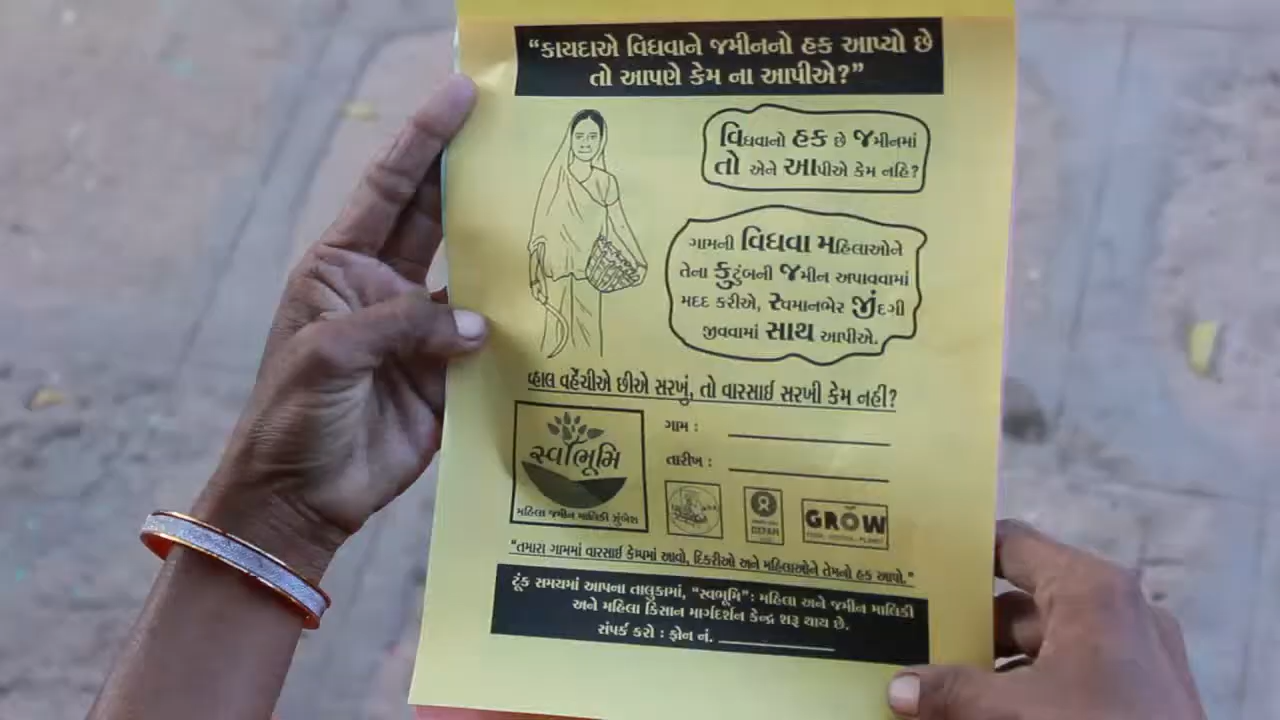 “કાયદાએ વિધવાને જમીનનો હક આપ્યો છે
તો આપણે કેમ ના આપીએ?”
વિધવાનો હક છે જમીનમાં
તો એને આપીએ કેમ નહિ?
ગામની વિધવા મહિલાઓને
તેના કુટુંબની જમીન અપાવવામાં
મદદ કરીએ, સ્વમાનભેર જીંદગી
જીવવામાં સાથ આપીએ.
વ્હાલ વહેંચીએ છીએ સરખું, તો વારસાઈ સરખી કેમ નહીં?
સ્વભૂમિ
મહિલા જમીન માલિકી ઝુંબેશ
ગામ :
તારીખ :
OXFAM
GROW
“તમારા ગામમાં વારસાઈ કેમ્પમાં આવો, દિકરીઓ અને મહિલાઓને તેમનો હક આપો.”
ટૂંક સમયમાં આપના તાલુકામાં, “સ્વભૂમિ”: મહિલા અને જમીન માલિકી
અને મહિલા કિસાન માર્ગદર્શન કેન્દ્ર શરૂ થાય છે.
સંપર્ક કરો : ફોન નં.